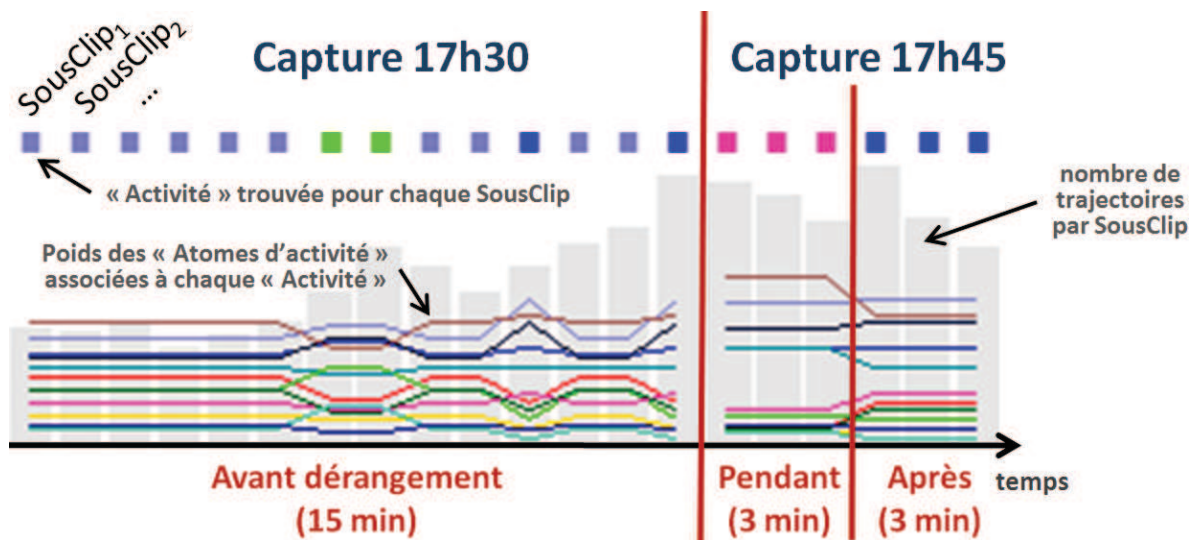 SousClip1
SousClip2
...
Capture 17h30
Capture 17h45
« Activité » trouvée pour chaque SousClip
nombre de
trajectoires
par SousClip
Poids des « Atomes d’activité »
associées à chaque « Activité »
Avant dérangement
(15 min)
Pendant
(3 min)
Après
(3 min)
temps